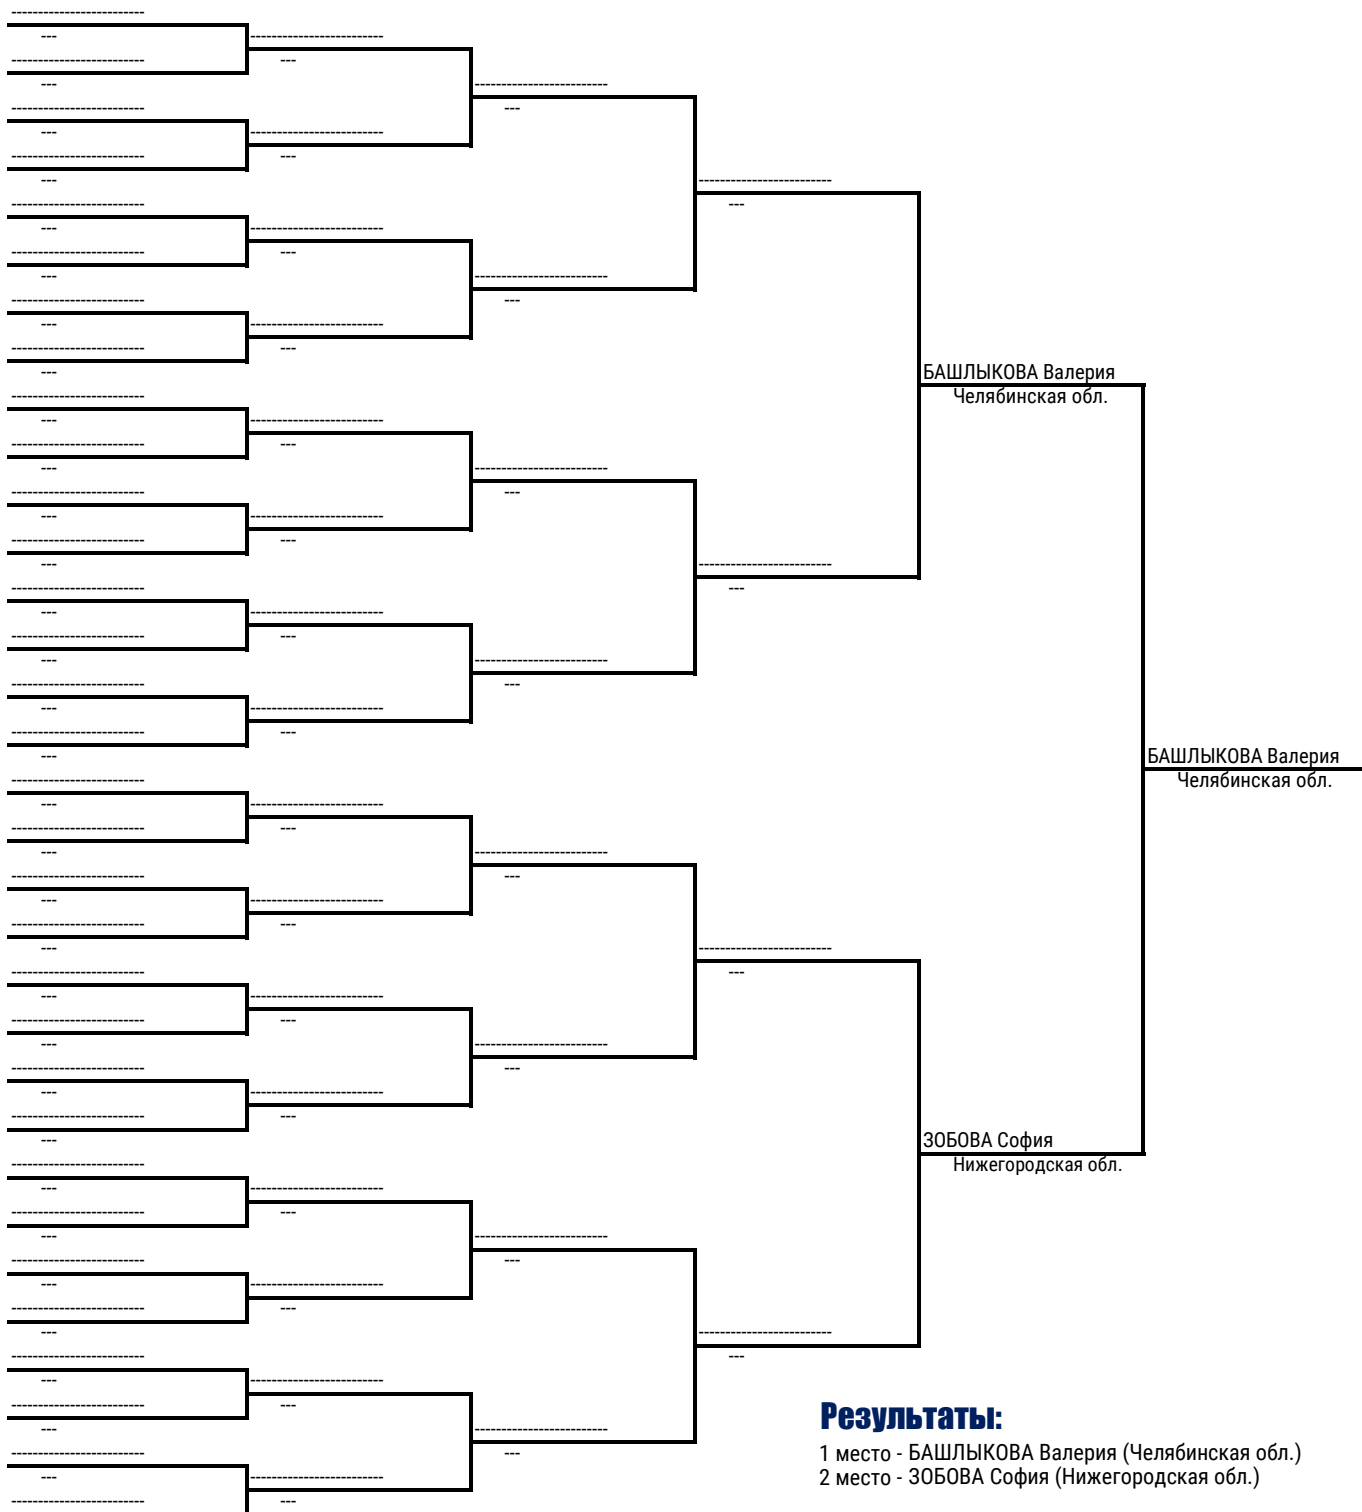 БАШЛЫКОВА Валерия
Челябинская обл.
БАШЛЫКОВА Валерия
Челябинская обл.
ЗОБОВА София
Нижегородская обл.
Результаты:
1 место - БАШЛЫКОВА Валерия (Челябинская обл.)
2 место - ЗОБОВА София (Нижегородская обл.)